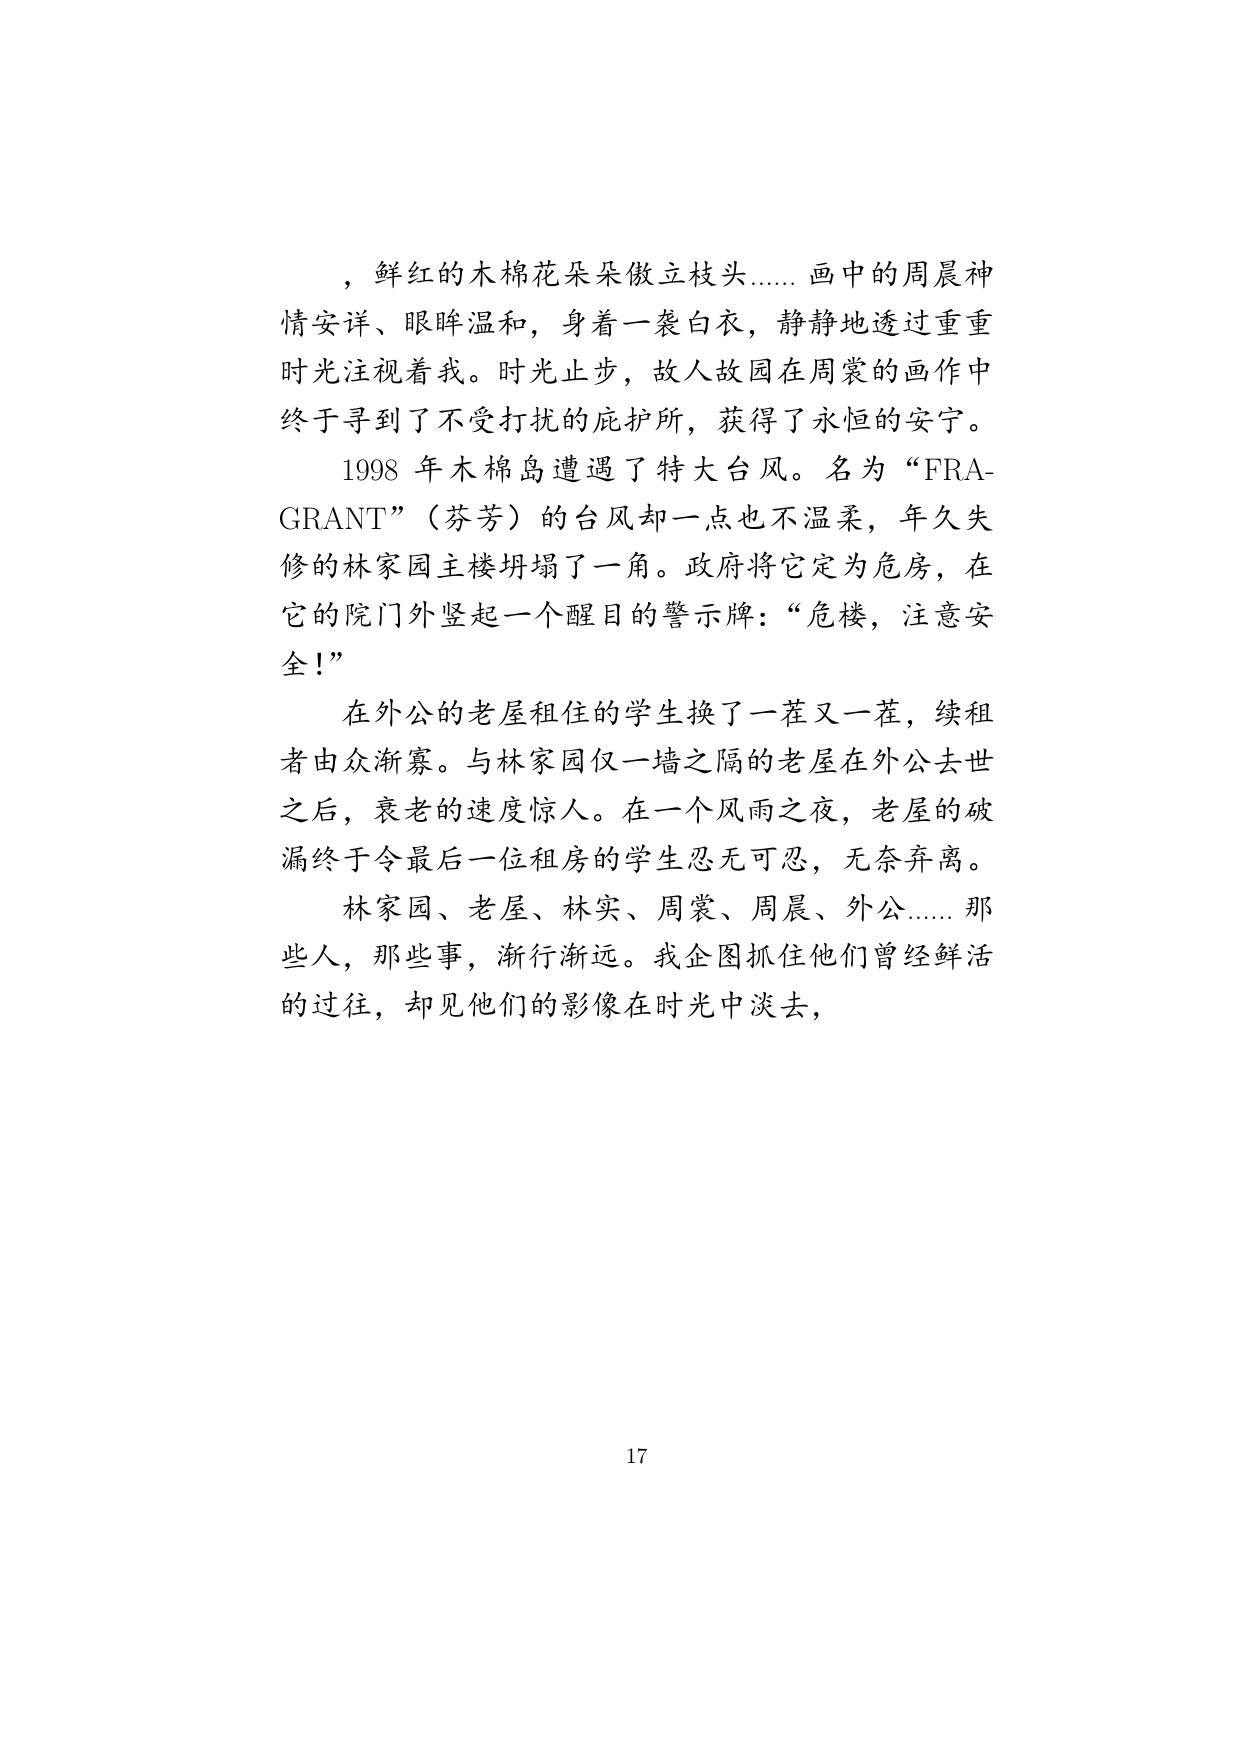 ，鲜红的木棉花朵朵傲立枝头...... 画中的周晨神
情安详、眼眸温和，身着一袭白衣，静静地透过重重
时光注视着我。时光止步，故人故园在周裳的画作中
终于寻到了不受打扰的庇护所，获得了永恒的安宁。
1998 年木棉岛遭遇了特大台风。名为“FRA-
GRANT”（芬芳）的台风却一点也不温柔，年久失
修的林家园主楼坍塌了一角。政府将它定为危房，在
它的院门外竖起一个醒目的警示牌：“危楼，注意安
全！”
在外公的老屋租住的学生换了一茬又一茬，续租
者由众渐寡。与林家园仅一墙之隔的老屋在外公去世
之后，衰老的速度惊人。在一个风雨之夜，老屋的破
漏终于令最后一位租房的学生忍无可忍，无奈弃离。
林家园、老屋、林实、周裳、周晨、外公...... 那
些人，那些事，渐行渐远。我企图抓住他们曾经鲜活
的过往，却见他们的影像在时光中淡去，
17